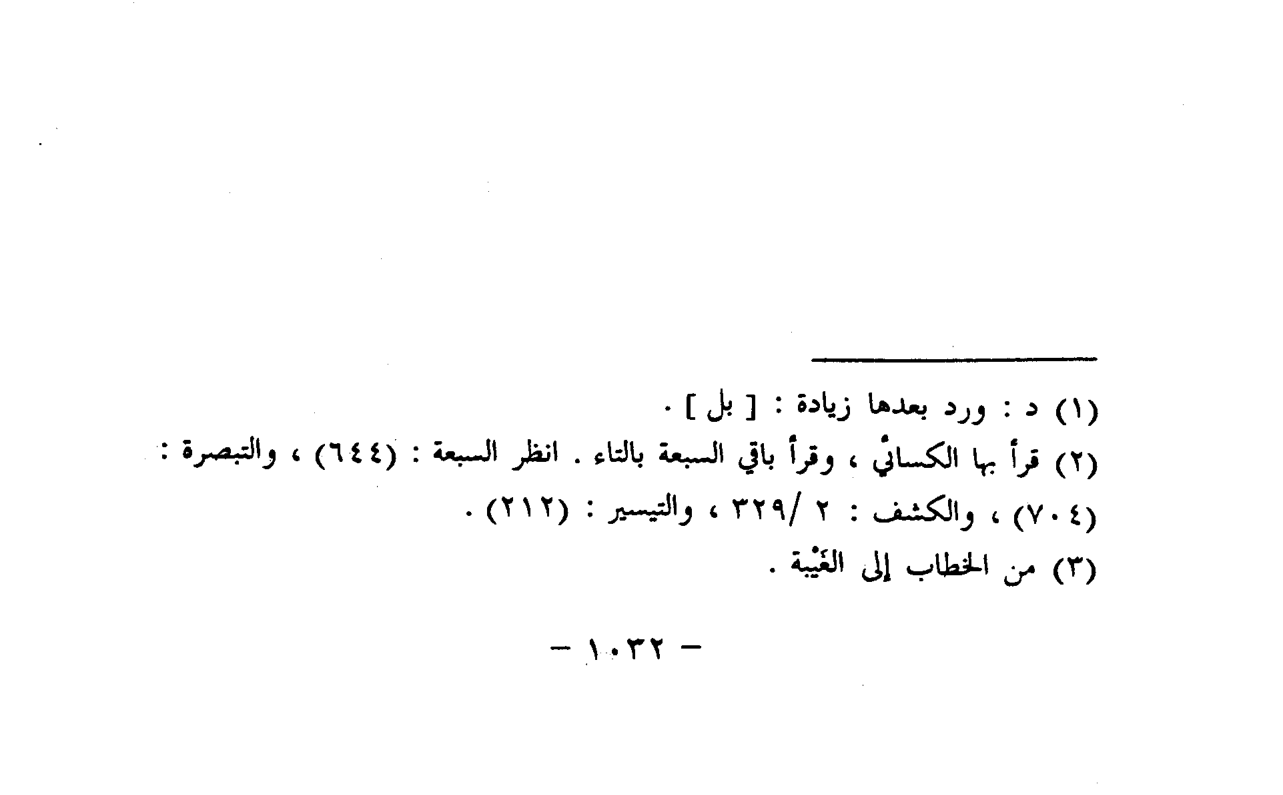 (١) د : ورد بعدها زيادة : [ بل ] .
(٢) قرأ بها الكسائيُّ ، وقرأ باقي السبعة بالتاء . انظر السبعة : (٦٤٤) ، والتبصرة :
(٧٠٤) ، والكشف : ٢ /٣٢٩ ، والتيسير : (٢١٢) .
(٣) من الخطاب إلى الغَيْبة .
– ١٠٣٢ –